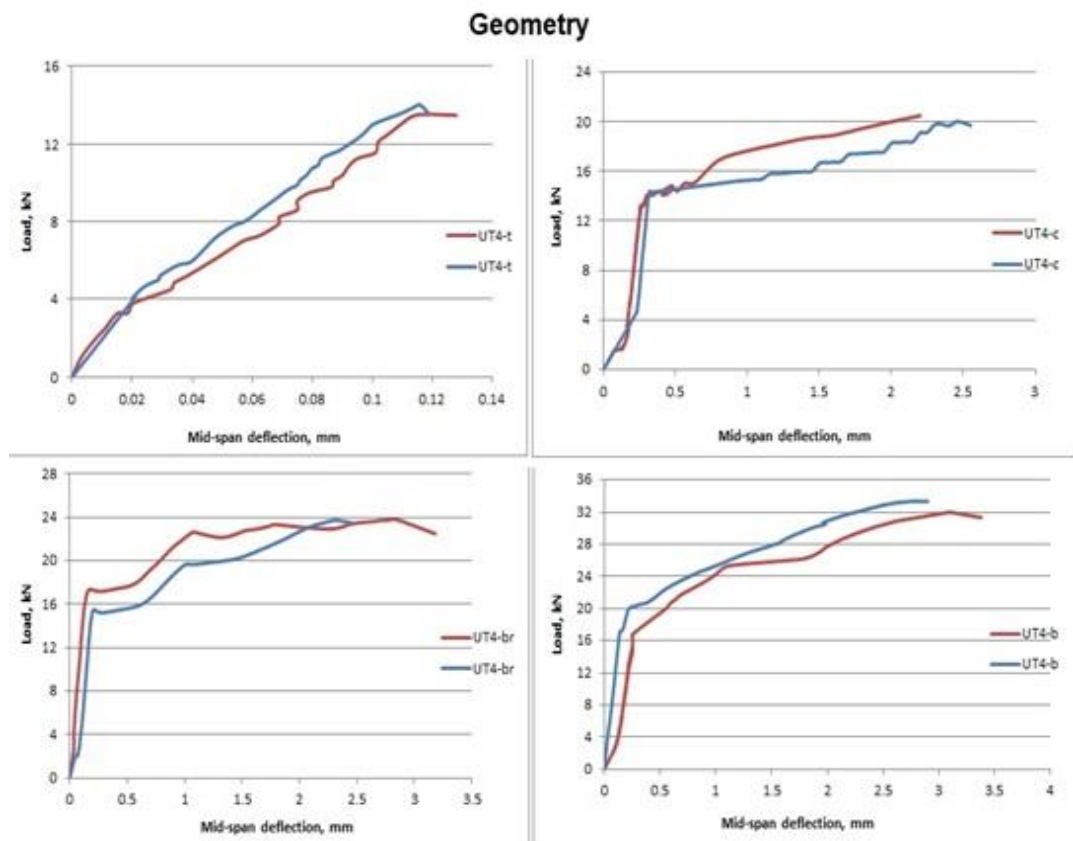 Geometry
16
12
8
4
0
Load, kN
0 0.02 0.04 0.06 0.08 0.1 0.12 0.14
Mid-span deflection, mm
UT4-t
UT4-t
24
20
16
12
8
4
0
Load, kN
0 0.5 1 1.5 2 2.5 3
Mid-span deflection, mm
UT4-c
UT4-c
28
24
20
16
12
8
4
0
Load, kN
0 0.5 1 1.5 2 2.5 3 3.5
Mid-span deflection, mm
UT4-br
UT4-br
36
32
28
24
20
16
12
8
4
0
Load, kN
0 0.5 1 1.5 2 2.5 3 3.5 4
Mid-span deflection, mm
UT4-b
UT4-b